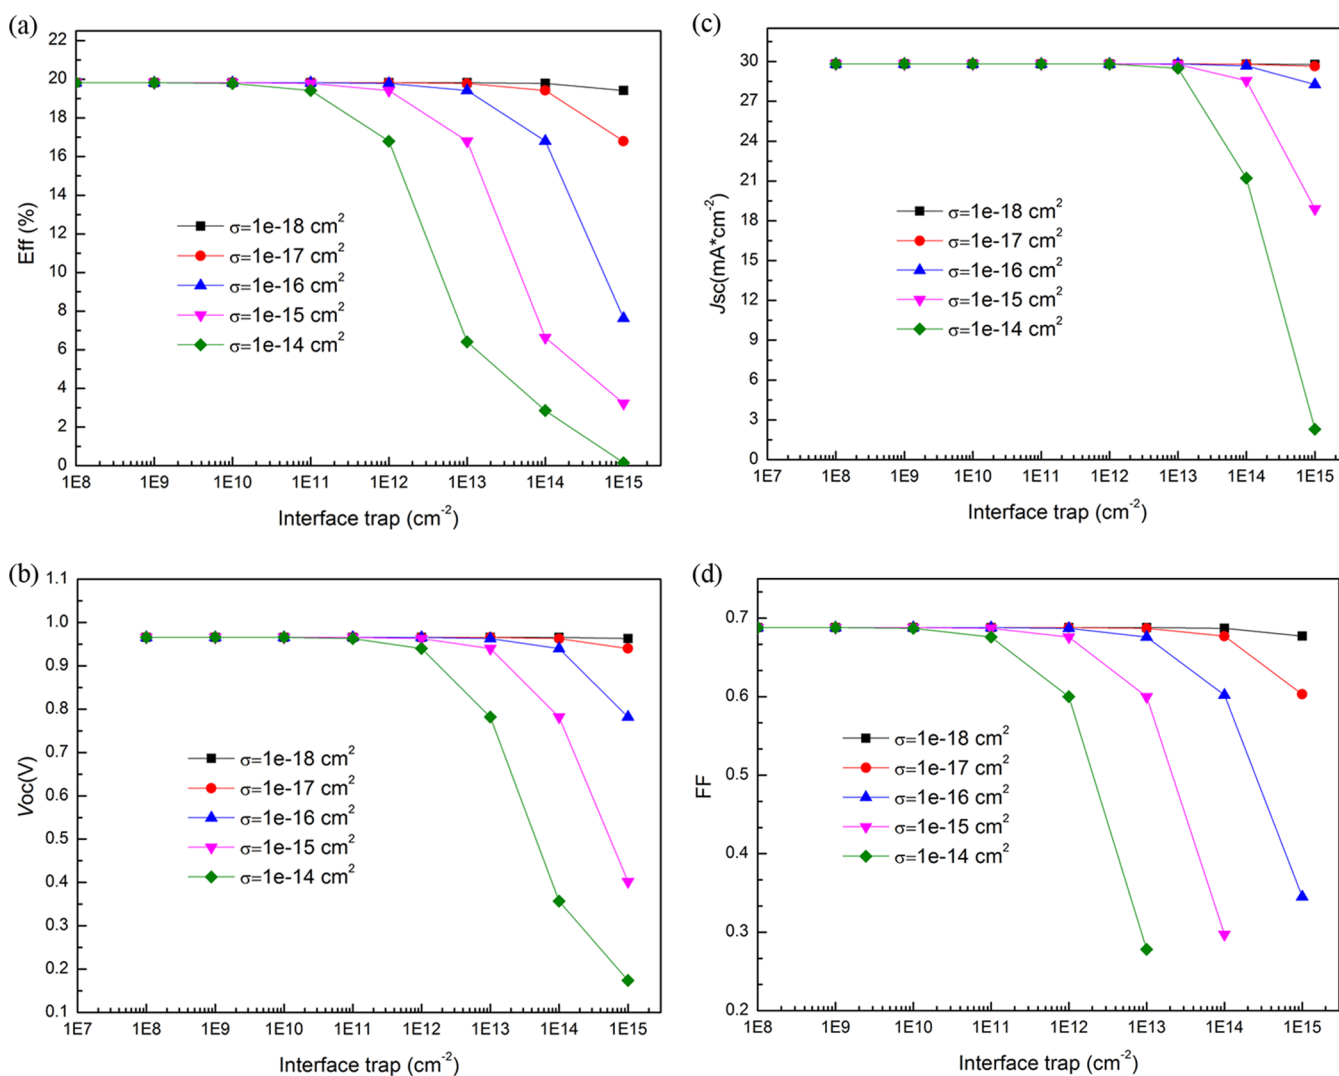 (a)
22
20
18
16
14
12
10
8
6
4
2
0
Eff (%)
σ=1e-18 cm²
σ=1e-17 cm²
σ=1e-16 cm²
σ=1e-15 cm²
σ=1e-14 cm²
1E8 1E9 1E10 1E11 1E12 1E13 1E14 1E15
Interface trap (cm⁻²)
(c)
30
27
24
21
18
15
12
9
6
3
0
Jsc(mA*cm⁻²)
σ=1e-18 cm²
σ=1e-17 cm²
σ=1e-16 cm²
σ=1e-15 cm²
σ=1e-14 cm²
1E7 1E8 1E9 1E10 1E11 1E12 1E13 1E14 1E15
Interface trap (cm⁻²)
(b)
1.1
1.0
0.9
0.8
0.7
0.6
0.5
0.4
0.3
0.2
0.1
Voc(V)
σ=1e-18 cm²
σ=1e-17 cm²
σ=1e-16 cm²
σ=1e-15 cm²
σ=1e-14 cm²
1E7 1E8 1E9 1E10 1E11 1E12 1E13 1E14 1E15
Interface trap (cm⁻²)
(d)
0.7
0.6
0.5
0.4
0.3
0.2
FF
σ=1e-18 cm²
σ=1e-17 cm²
σ=1e-16 cm²
σ=1e-15 cm²
σ=1e-14 cm²
1E8 1E9 1E10 1E11 1E12 1E13 1E14 1E15
Interface trap (cm⁻²)